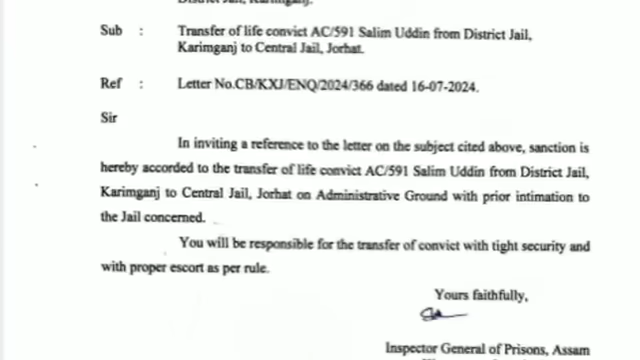 District Jail, Karimganj.
Sub : Transfer of life convict AC/591 Salim Uddin from District Jail,
Karimganj to Central Jail, Jorhat.
Ref : Letter No.CB/KXJ/ENQ/2024/366 dated 16-07-2024.
Sir
In inviting a reference to the letter on the subject cited above, sanction is
hereby accorded to the transfer of life convict AC/591 Salim Uddin from District Jail,
Karimganj to Central Jail, Jorhat on Administrative Ground with prior intimation to
the Jail concerned.
You will be responsible for the transfer of convict with tight security and
with proper escort as per rule.
Yours faithfully,
Inspector General of Prisons, Assam